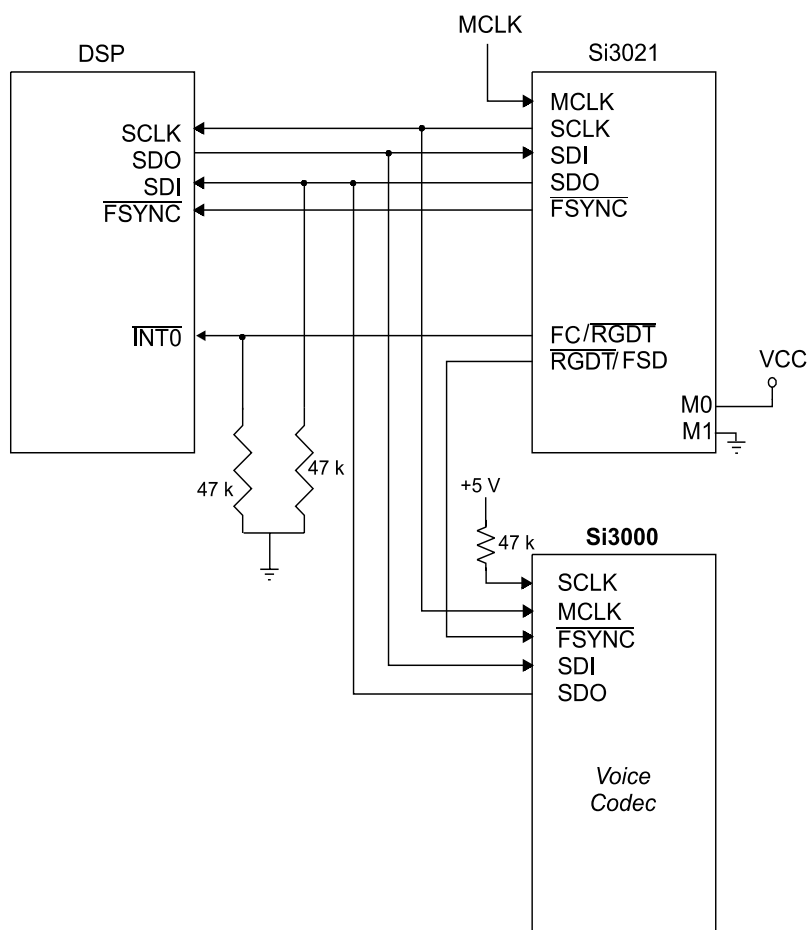 MCLK
DSP
Si3021
MCLK
SCLK
SDI
SDO
FSYNC
FC/RGDT
RGDT/FSD
M0
M1
VCC
SCLK
SDO
SDI
FSYNC
INT0
47 k
47 k
+5 V
47 k
Si3000
SCLK
MCLK
FSYNC
SDI
SDO
Voice
Codec